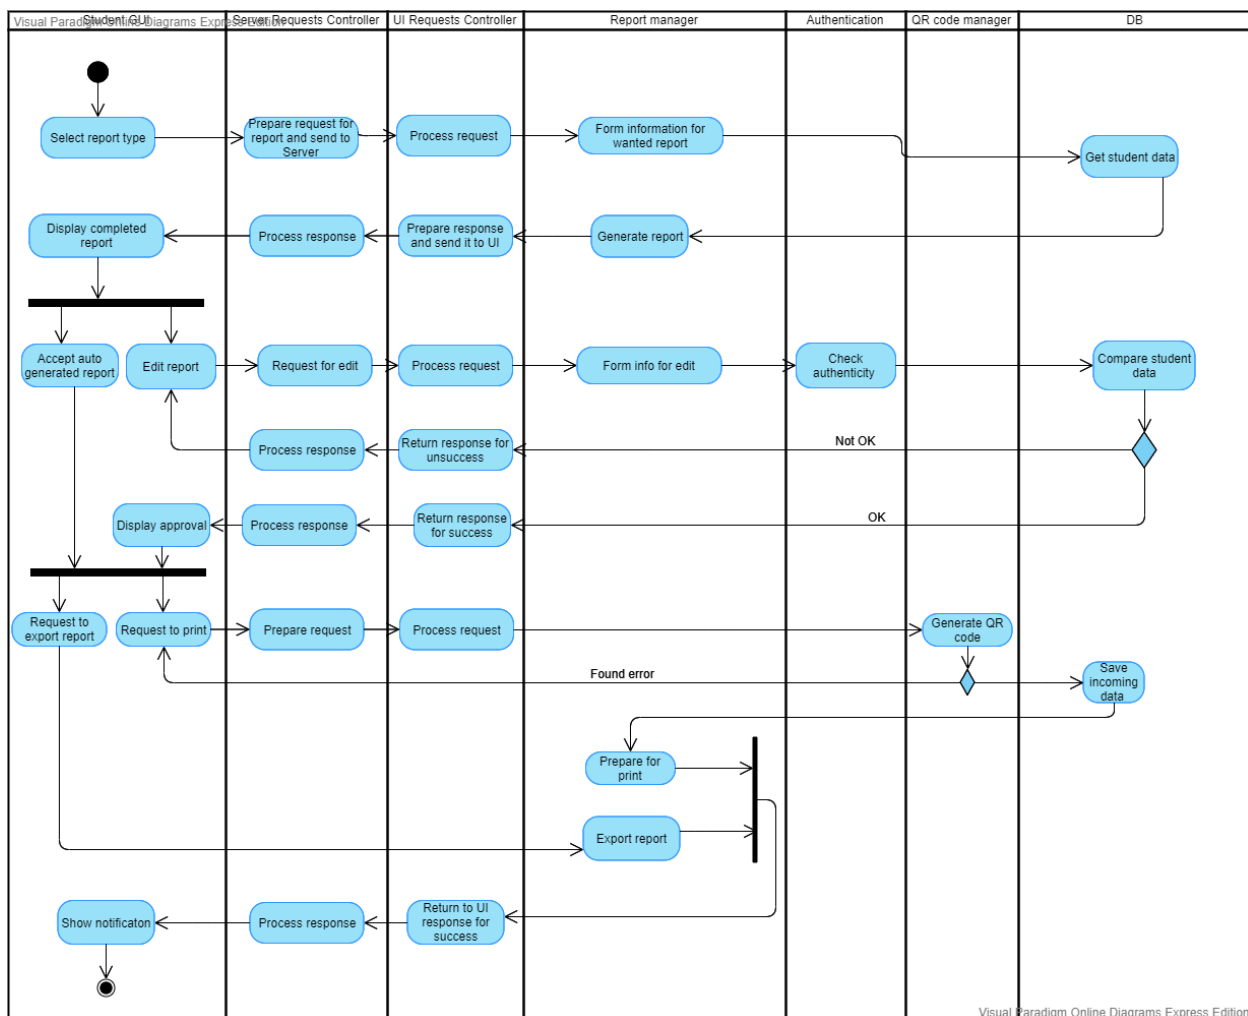 Visual Paradigm Online Diagrams Express Edition
Student GUI
Server Requests Controller
UI Requests Controller
Report manager
Authentication
QR code manager
DB
Select report type
Prepare request for
report and send to
Server
Process request
Form information for
wanted report
Get student data
Display completed
report
Process response
Prepare response
and send it to UI
Generate report
Accept auto
generated report
Edit report
Request for edit
Process request
Form info for edit
Check
authenticity
Compare student
data
Process response
Return response for
unsuccess
Not OK
Display approval
Process response
Return response
for success
OK
Request to
export report
Request to print
Prepare request
Process request
Generate QR
code
Found error
Save
incoming
data
Prepare for
print
Export report
Show notificaton
Process response
Return to UI
response for
success
Visual Paradigm Online Diagrams Express Edition